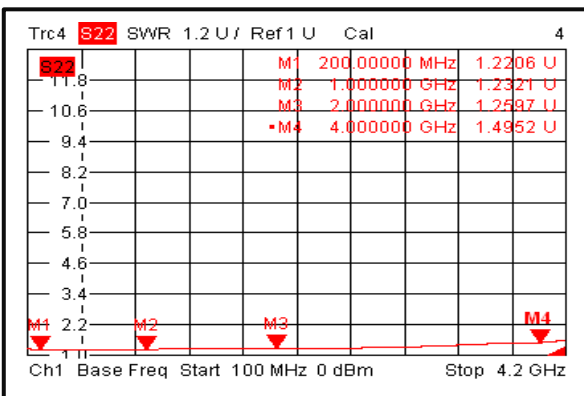 Trc4 S22 SWR 1.2 U/ Ref 1 U Cal 4
S22
M1 200.00000 MHz 1.2206 U
11.8
M2 1.000000 GHz 1.2321 U
10.6
M3 2.000000 GHz 1.2597 U
•M4 4.000000 GHz 1.4952 U
9.4
8.2
7.0
5.8
4.6
3.4
2.2
M1 M2 M3 M4
1.0
Ch1 Base Freq Start 100 MHz 0 dBm Stop 4.2 GHz